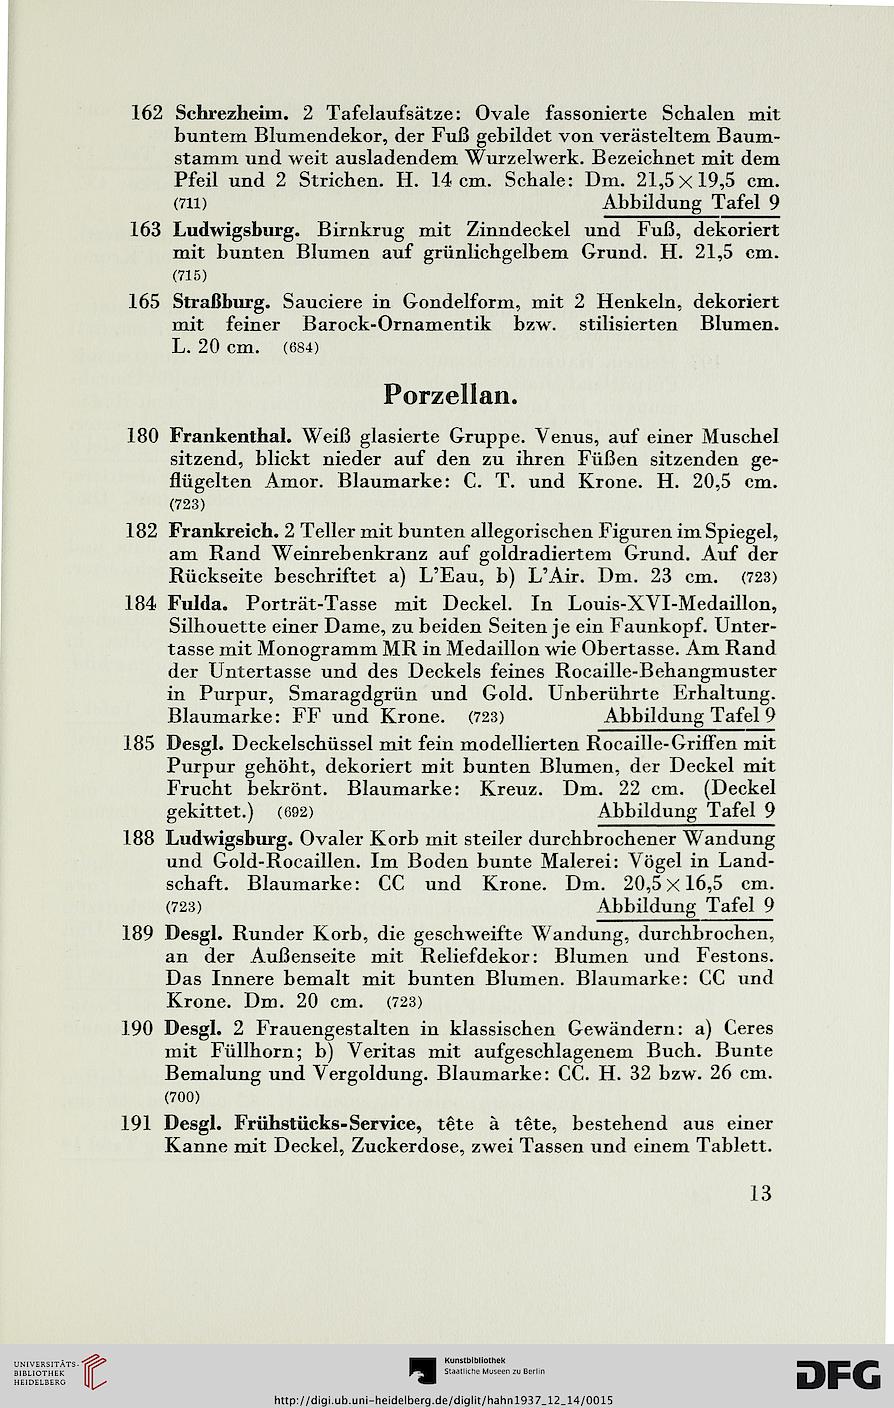 162 Schrezheim. 2 Tafelaufsätze: Ovale fassonierte Schalen mit
buntem Blumendekor, der Fuß gebildet von verästeltem Baum-
stamm und weit ausladendem Wurzelwerk. Bezeichnet mit dem
Pfeil und 2 Strichen. H. 14 cm. Schale: Dm. 21,5×19,5 cm.
(711) Abbildung Tafel 9
163 Ludwigsburg. Birnkrug mit Zinndeckel und Fuß, dekoriert
mit bunten Blumen auf grünlichgelbem Grund. H. 21,5 cm.
(715)
165 Straßburg. Sauciere in Gondelform, mit 2 Henkeln, dekoriert
mit feiner Barock-Ornamentik bzw. stilisierten Blumen.
L. 20 cm. (684)
Porzellan.
180 Frankenthal. Weiß glasierte Gruppe. Venus, auf einer Muschel
sitzend, blickt nieder auf den zu ihren Füßen sitzenden ge-
flügelten Amor. Blaumarke: C. T. und Krone. H. 20,5 cm.
(723)
182 Frankreich. 2 Teller mit bunten allegorischen Figuren im Spiegel,
am Rand Weinrebenkranz auf goldradiertem Grund. Auf der
Rückseite beschriftet a) L'Eau, b) L'Air. Dm. 23 cm. (723)
184 Fulda. Porträt-Tasse mit Deckel. In Louis-XVI-Medaillon,
Silhouette einer Dame, zu beiden Seiten je ein Faunkopf. Unter-
tasse mit Monogramm MR in Medaillon wie Obertasse. Am Rand
der Untertasse und des Deckels feines Rocaille-Behangmuster
in Purpur, Smaragdgrün und Gold. Unberührte Erhaltung.
Blaumarke: FF und Krone. (723) Abbildung Tafel 9
185 Desgl. Deckelschüssel mit fein modellierten Rocaille-Griffen mit
Purpur gehöht, dekoriert mit bunten Blumen, der Deckel mit
Frucht bekrönt. Blaumarke: Kreuz. Dm. 22 cm. (Deckel
gekittet.) (692) Abbildung Tafel 9
188 Ludwigsburg. Ovaler Korb mit steiler durchbrochener Wandung
und Gold-Rocaillen. Im Boden bunte Malerei: Vögel in Land-
schaft. Blaumarke: CC und Krone. Dm. 20,5×16,5 cm.
(723) Abbildung Tafel 9
189 Desgl. Runder Korb, die geschweifte Wandung, durchbrochen,
an der Außenseite mit Reliefdekor: Blumen und Festons.
Das Innere bemalt mit bunten Blumen. Blaumarke: CC und
Krone. Dm. 20 cm. (723)
190 Desgl. 2 Frauengestalten in klassischen Gewändern: a) Ceres
mit Füllhorn; b) Veritas mit aufgeschlagenem Buch. Bunte
Bemalung und Vergoldung. Blaumarke: CC. H. 32 bzw. 26 cm.
(700)
191 Desgl. Frühstücks-Service, tête à tête, bestehend aus einer
Kanne mit Deckel, Zuckerdose, zwei Tassen und einem Tablett.
13
UNIVERSITÄTS-
BIBLIOTHEK
HEIDELBERG
Kunstbibliothek
Staatliche Museen zu Berlin
DFG
http://digi.ub.uni-heidelberg.de/diglit/hahn1937_12_14/0015